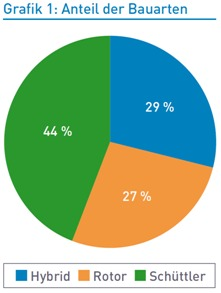 Grafik 1: Anteil der Bauarten
29 %
44 %
27 %
Hybrid Rotor Schüttler